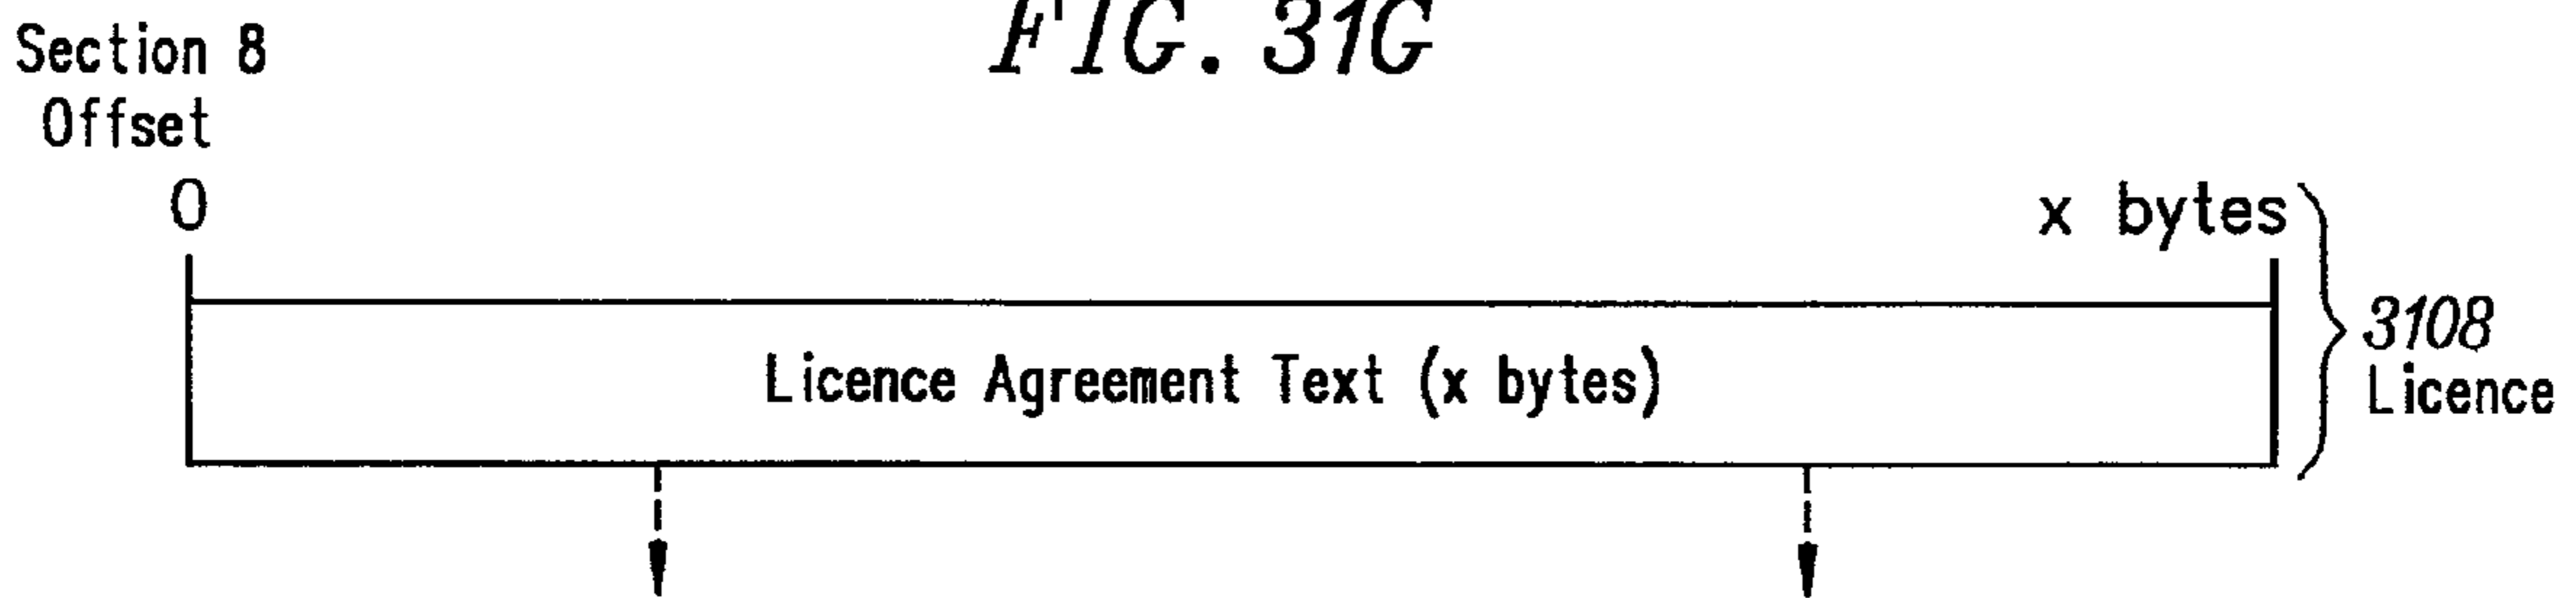 FIG. 31G
Section 8
Offset
0
x bytes
Licence Agreement Text (x bytes)
3108
Licence